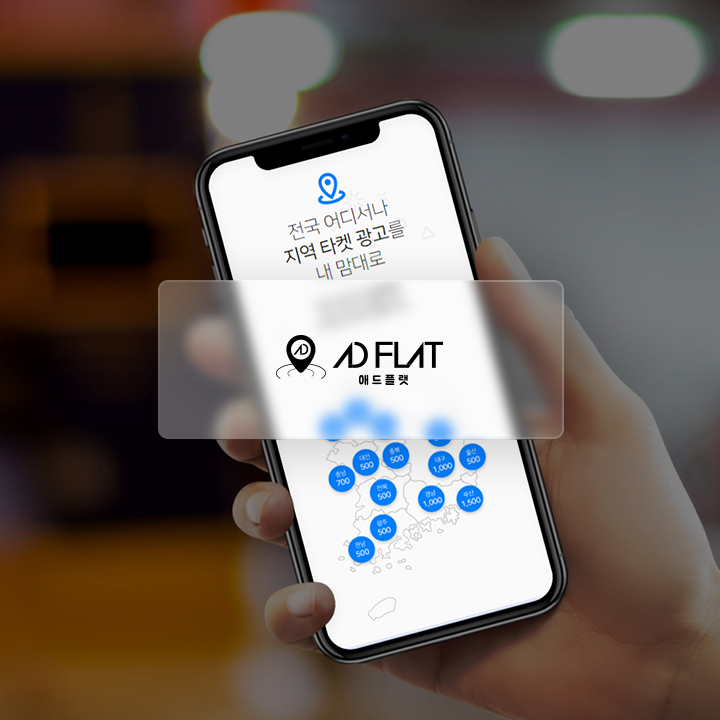 전국 어디서나
지역 타켓 광고를
내 맘대로
AD
AD FLAT
애드플랫
대전
500
충북
500
대구
1,000
울산
500
충남
700
전북
500
경남
1,000
부산
1,500
광주
500
전남
500